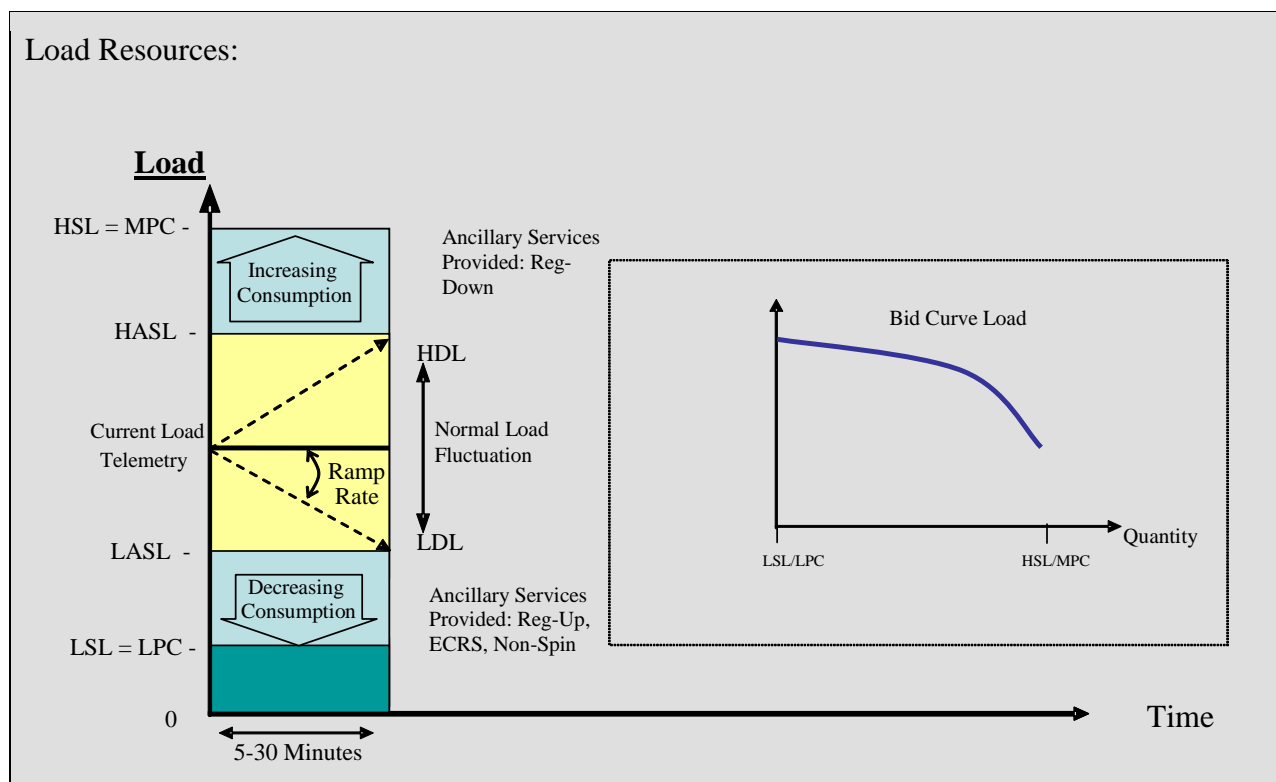 Load Resources:
Load
HSL = MPC -
Increasing
Consumption
Ancillary Services
Provided: Reg-
Down
HASL -
HDL
Current Load
Telemetry
Normal Load
Fluctuation
Ramp
Rate
LDL
LASL -
Decreasing
Consumption
Ancillary Services
Provided: Reg-Up,
ECRS, Non-Spin
LSL = LPC -
0
5-30 Minutes
Time
Bid Curve Load
Quantity
LSL/LPC
HSL/MPC